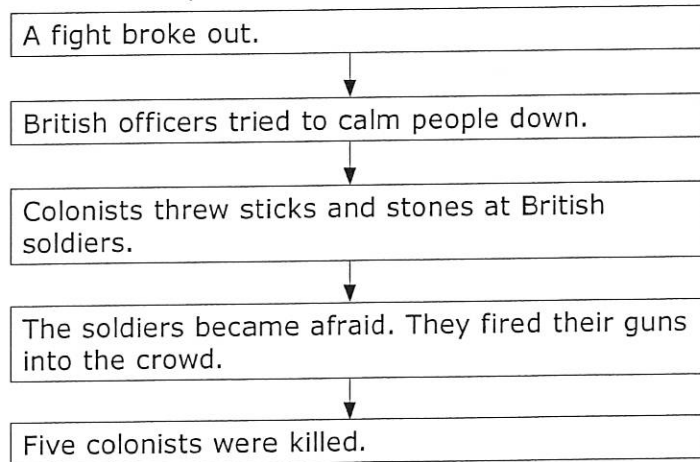 A fight broke out.
British officers tried to calm people down.
Colonists threw sticks and stones at British
soldiers.
The soldiers became afraid. They fired their guns
into the crowd.
Five colonists were killed.